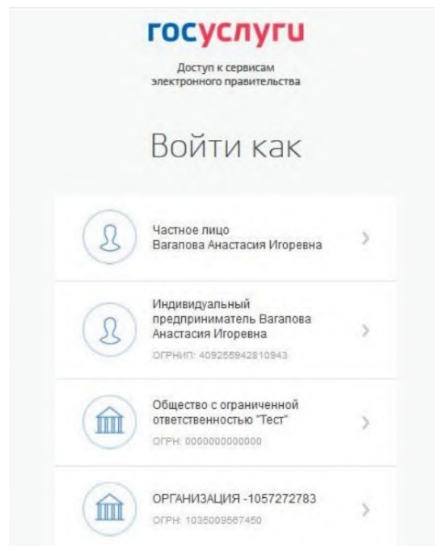 госуслуги
Доступ к сервисам
электронного правительства
Войти как
Частное лицо
Вагапова Анастасия Игоревна
Индивидуальный
предприниматель Вагапова
Анастасия Игоревна
ОГРНИП: 409255942810943
Общество с ограниченной
ответственностью "Тест"
ОГРН: 0000000000000
ОРГАНИЗАЦИЯ -1057272783
ОГРН: 1035009567450